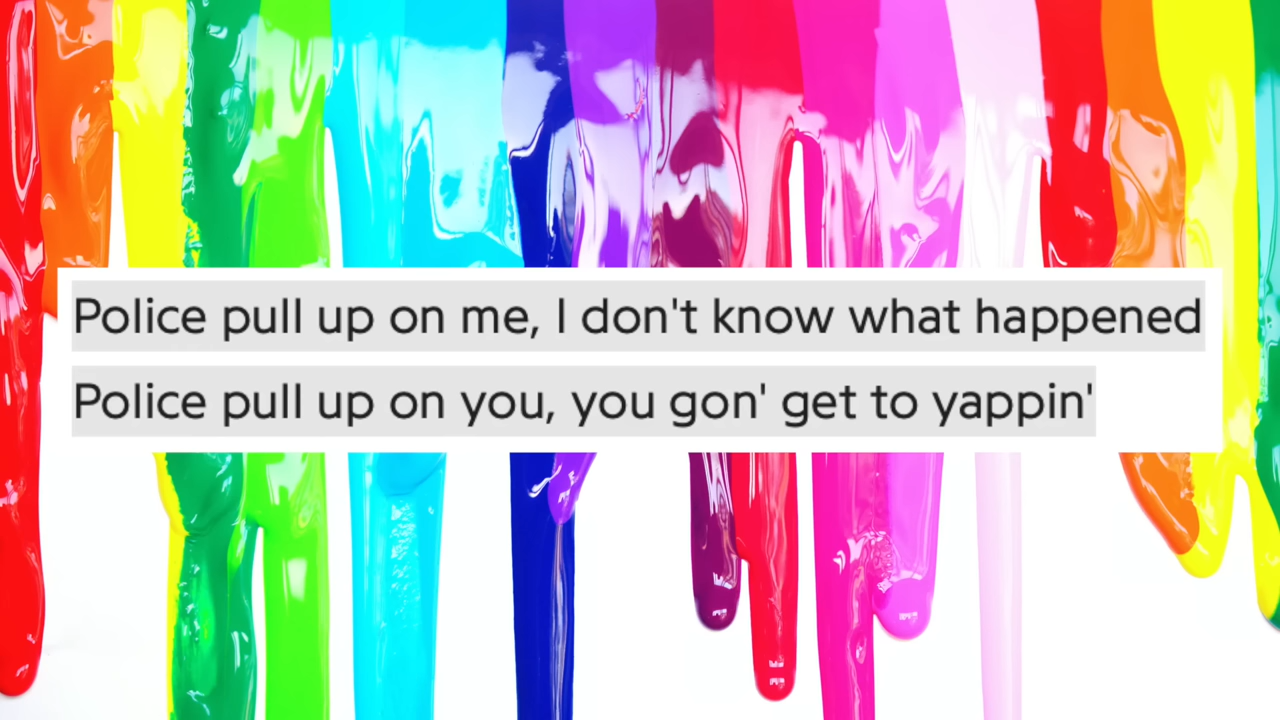 Police pull up on me, I don't know what happened
Police pull up on you, you gon' get to yappin'